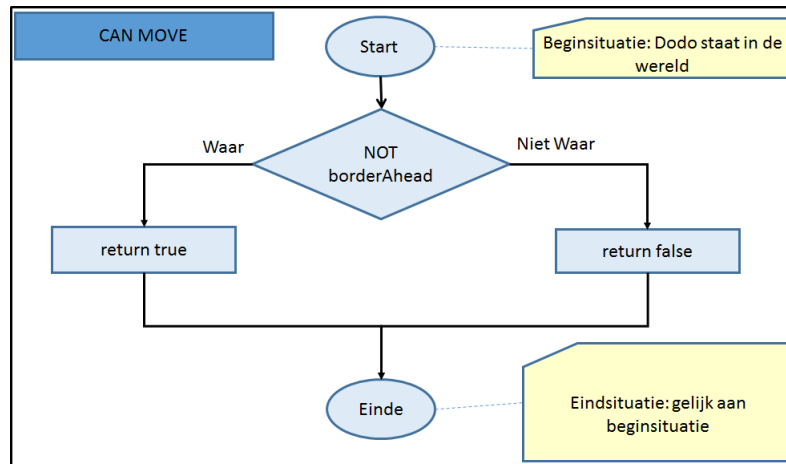 CAN MOVE
Start
Beginsituatie: Dodo staat in de
wereld
Waar
NOT
borderAhead
Niet Waar
return true
return false
Einde
Eindsituatie: gelijk aan
beginsituatie